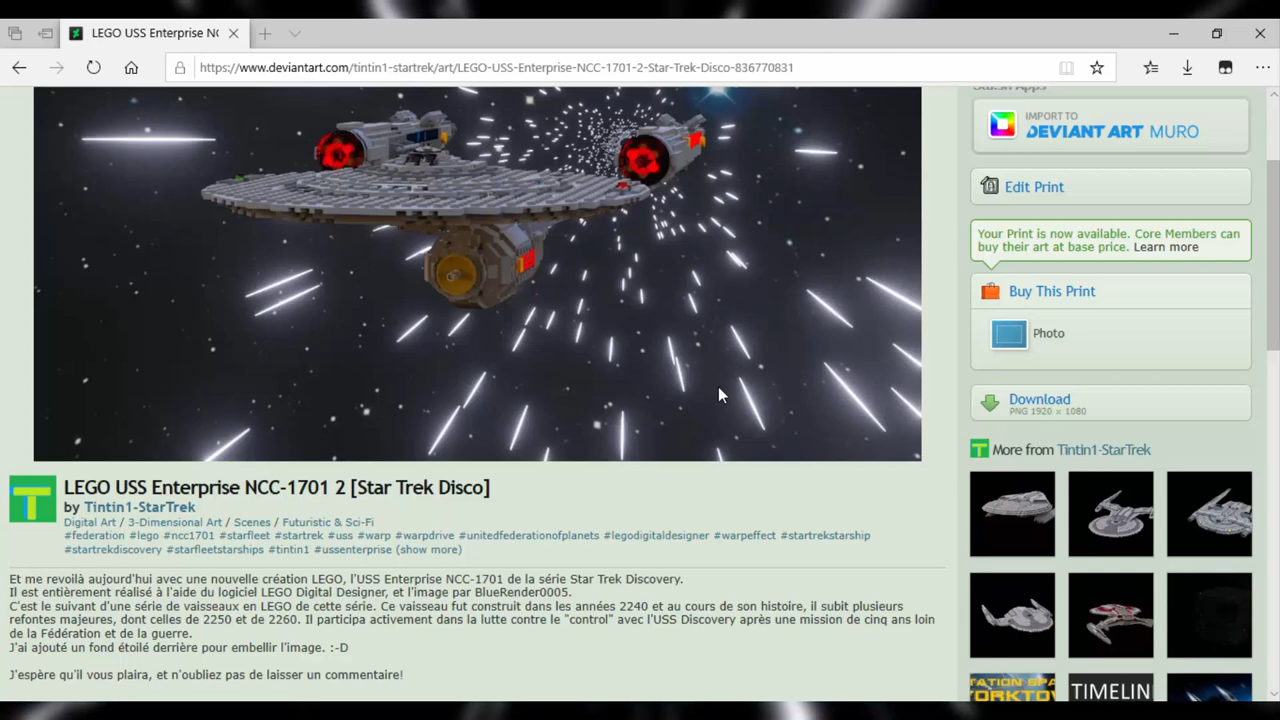 LEGO USS Enterprise NC
https://www.deviantart.com/tintin1-startrek/art/LEGO-USS-Enterprise-NCC-1701-2-Star-Trek-Disco-836770831
IMPORT TO
DEVIANT ART MURO
Edit Print
Your Print is now available. Core Members can
buy their art at base price. Learn more
Buy This Print
Photo
Download
PNG 1920 × 1080
More from Tintin1-StarTrek
TIMELIN
LEGO USS Enterprise NCC-1701 2 [Star Trek Disco]
by Tintin1-StarTrek
Digital Art / 3-Dimensional Art / Scenes / Futuristic & Sci-Fi
#federation #lego #ncc1701 #starfleet #startrek #uss #warp #warpdrive #unitedfederationofplanets #legodigitaldesigner #warpeffect #startrekstarship
#startrekdiscovery #starfleetstarships #tintin1 #ussenterprise (show more)
Et me revoilà aujourd'hui avec une nouvelle création LEGO, l'USS Enterprise NCC-1701 de la série Star Trek Discovery.
Il est entièrement réalisé à l'aide du logiciel LEGO Digital Designer, et l'image par BlueRender0005.
C'est le suivant d'une série de vaisseaux en LEGO de cette série. Ce vaisseau fut construit dans les années 2240 et au cours de son histoire, il subit plusieurs
refontes majeures, dont celles de 2250 et de 2260. Il participa activement dans la lutte contre le "control" avec l'USS Discovery après une mission de cinq ans loin
de la Fédération et de la guerre.
J'ai ajouté un fond étoilé derrière pour embellir l'image. :-D
J'espère qu'il vous plaira, et n'oubliez pas de laisser un commentaire!